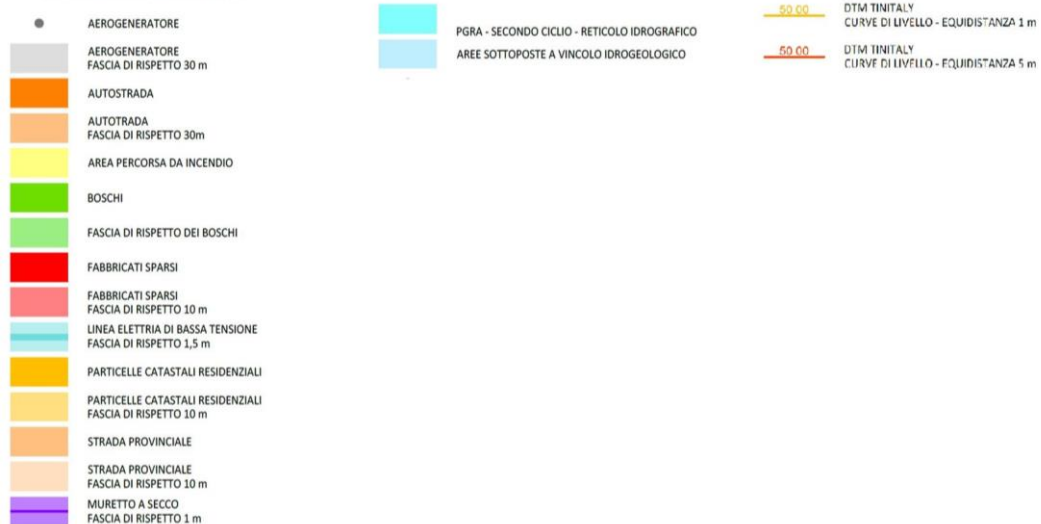 AEROGENERATORE
AEROGENERATORE
FASCIA DI RISPETTO 30 m
AUTOSTRADA
AUTOTRADA
FASCIA DI RISPETTO 30m
AREA PERCORSA DA INCENDIO
BOSCHI
FASCIA DI RISPETTO DEI BOSCHI
FABBRICATI SPARSI
FABBRICATI SPARSI
FASCIA DI RISPETTO 10 m
LINEA ELETTRIA DI BASSA TENSIONE
FASCIA DI RISPETTO 1,5 m
PARTICELLE CATASTALI RESIDENZIALI
PARTICELLE CATASTALI RESIDENZIALI
FASCIA DI RISPETTO 10 m
STRADA PROVINCIALE
STRADA PROVINCIALE
FASCIA DI RISPETTO 10 m
MURETTO A SECCO
FASCIA DI RISPETTO 1 m
PGRA - SECONDO CICLO - RETICOLO IDROGRAFICO
AREE SOTTOPOSTE A VINCOLO IDROGEOLOGICO
50.00
DTM TINITALY
CURVE DI LIVELLO - EQUIDISTANZA 1 m
50.00
DTM TINITALY
CURVE DI LIVELLO - EQUIDISTANZA 5 m